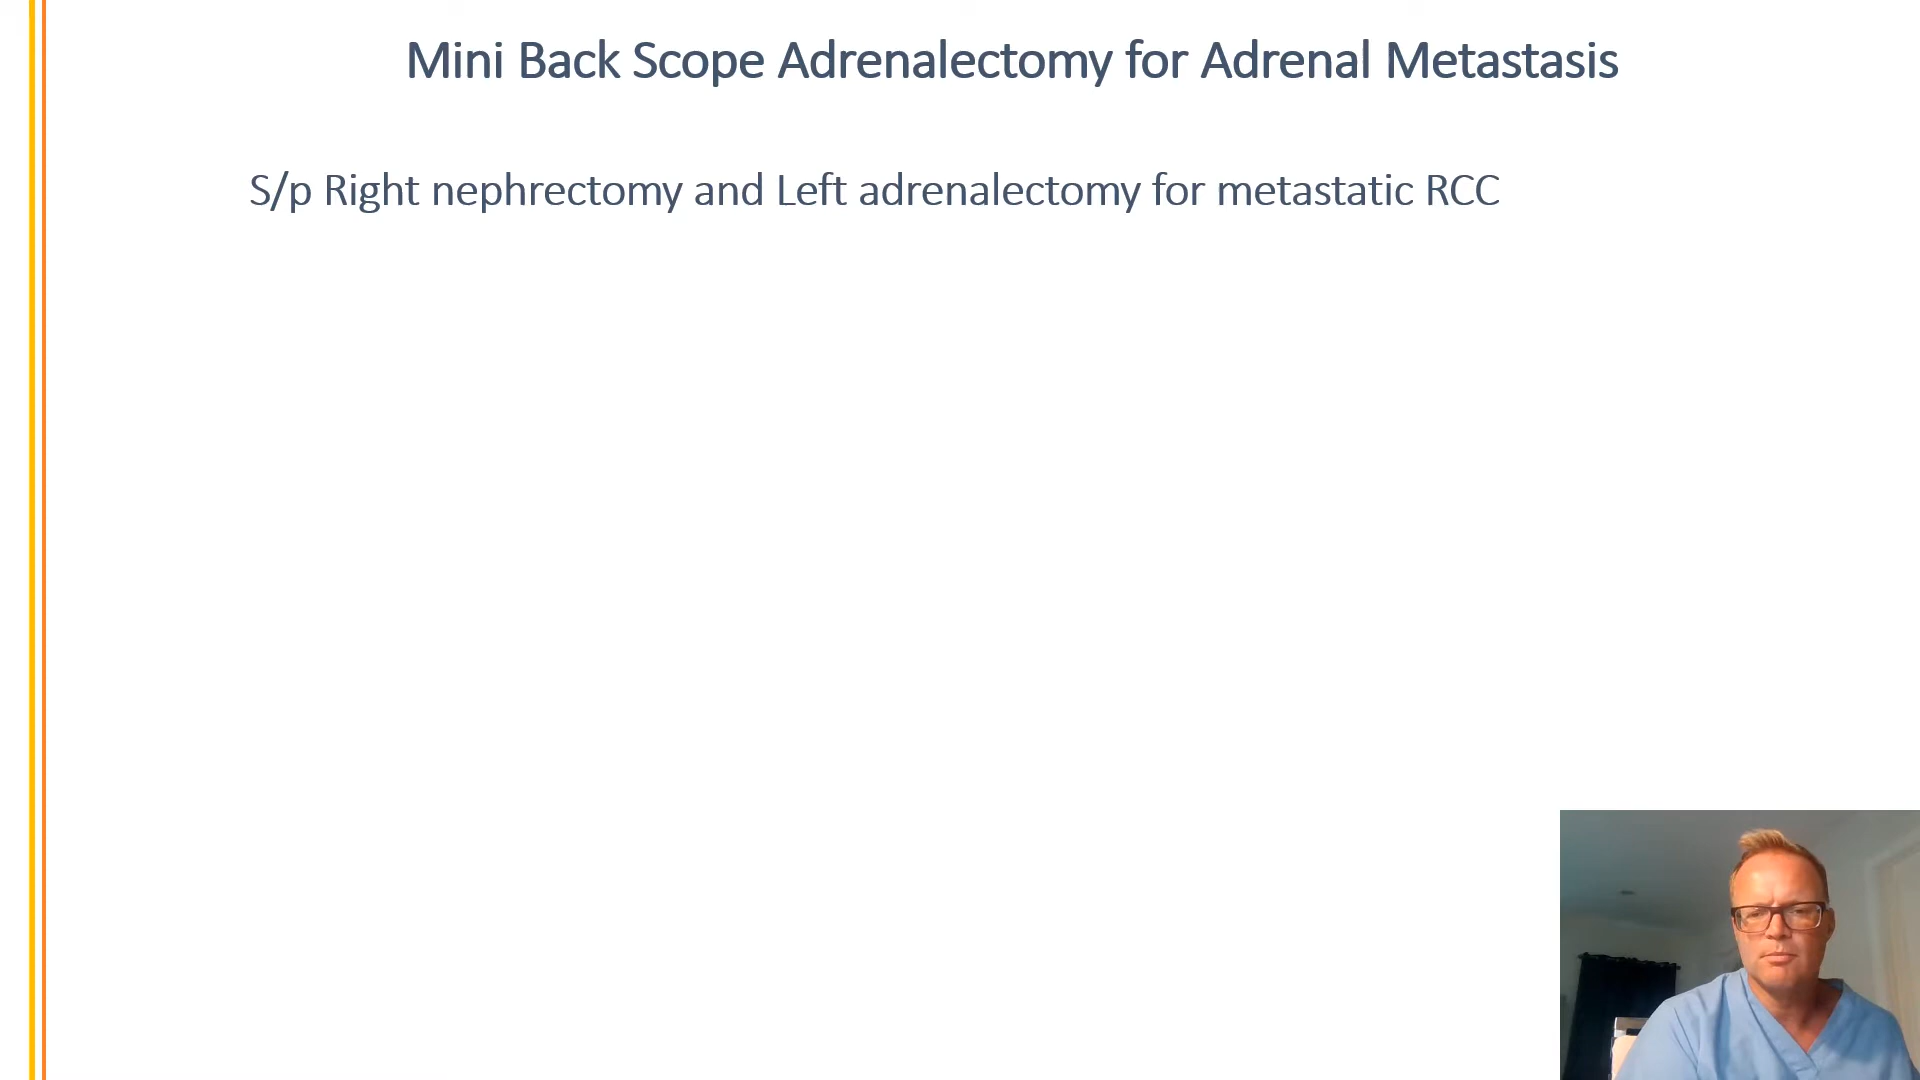 Mini Back Scope Adrenalectomy for Adrenal Metastasis
S/p Right nephrectomy and Left adrenalectomy for metastatic RCC